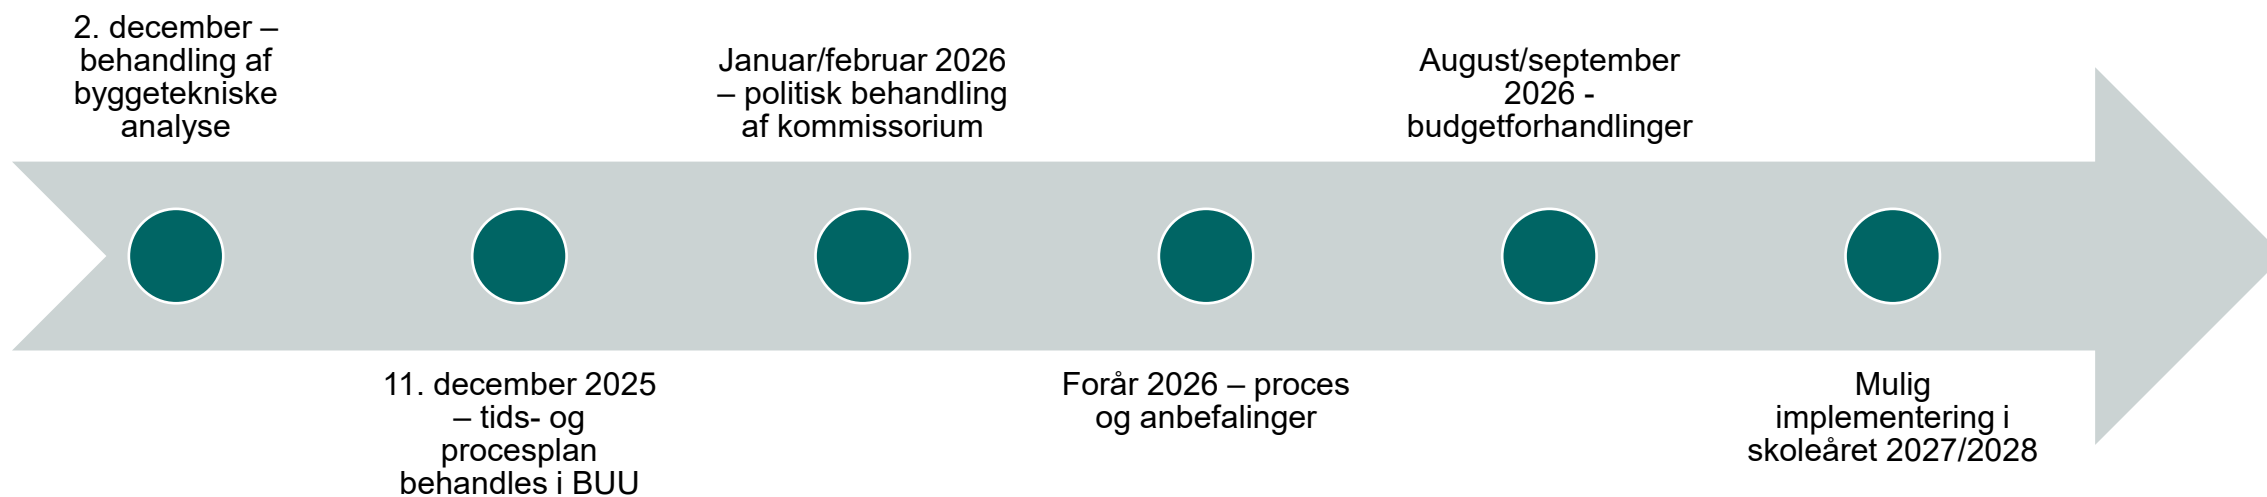 2. december –
behandling af
byggetekniske
analyse
11. december 2025
– tids- og
procesplan
behandles i BUU
Januar/februar 2026
– politisk behandling
af kommissorium
Forår 2026 – proces
og anbefalinger
August/september
2026 -
budgetforhandlinger
Mulig
implementering i
skoleåret 2027/2028